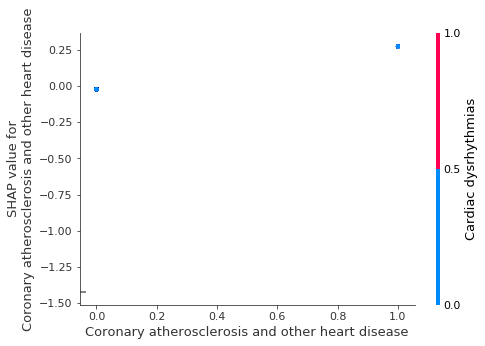 SHAP value for
Coronary atherosclerosis and other heart disease
0.25
0.00
−0.25
−0.50
−0.75
−1.00
−1.25
−1.50
0.0 0.2 0.4 0.6 0.8 1.0
Coronary atherosclerosis and other heart disease
1.0
0.5
0.0
Cardiac dysrhythmias